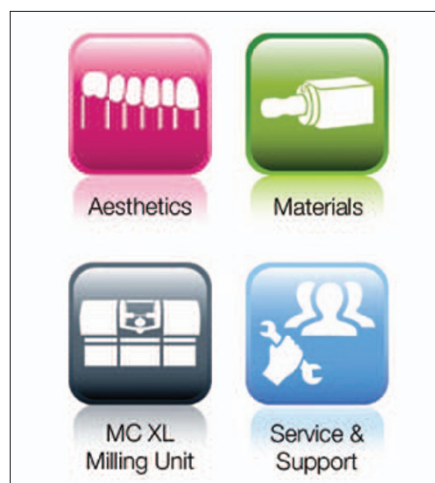 Aesthetics
Materials
MC XL
Milling Unit
Service &
Support